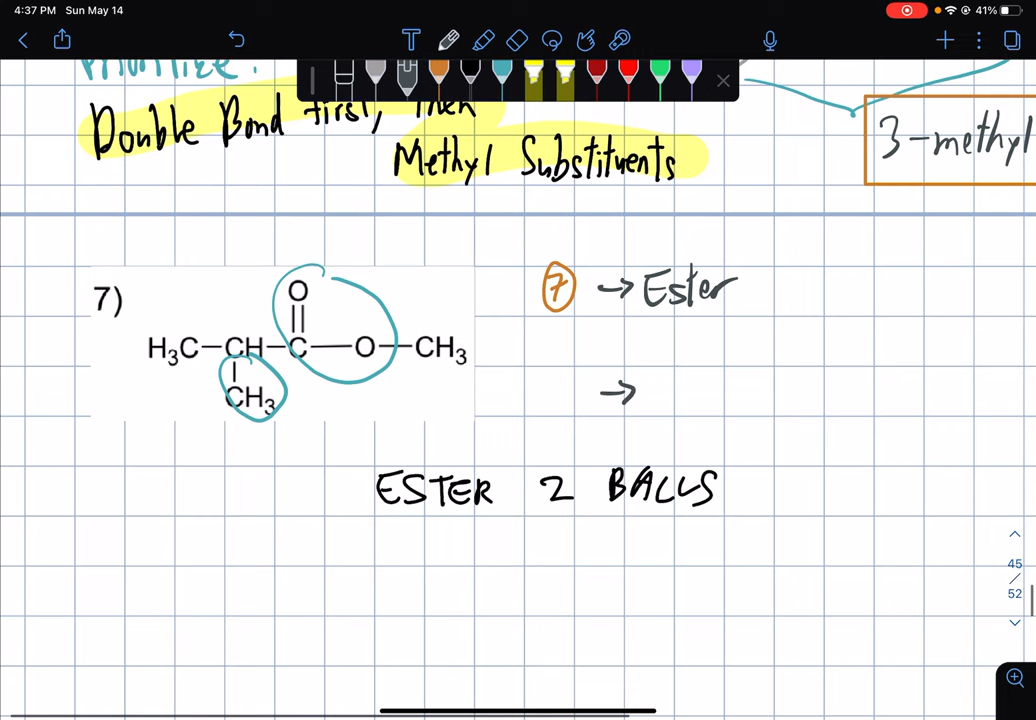 4:37 PM Sun May 14
41%
Prioritize:
Double Bond first, then
Methyl Substituents
3-methyl
7)
O
H3C-CH-C-O-CH3
CH3
7 → Ester
→
ESTER 2 BALLS
45
/
52